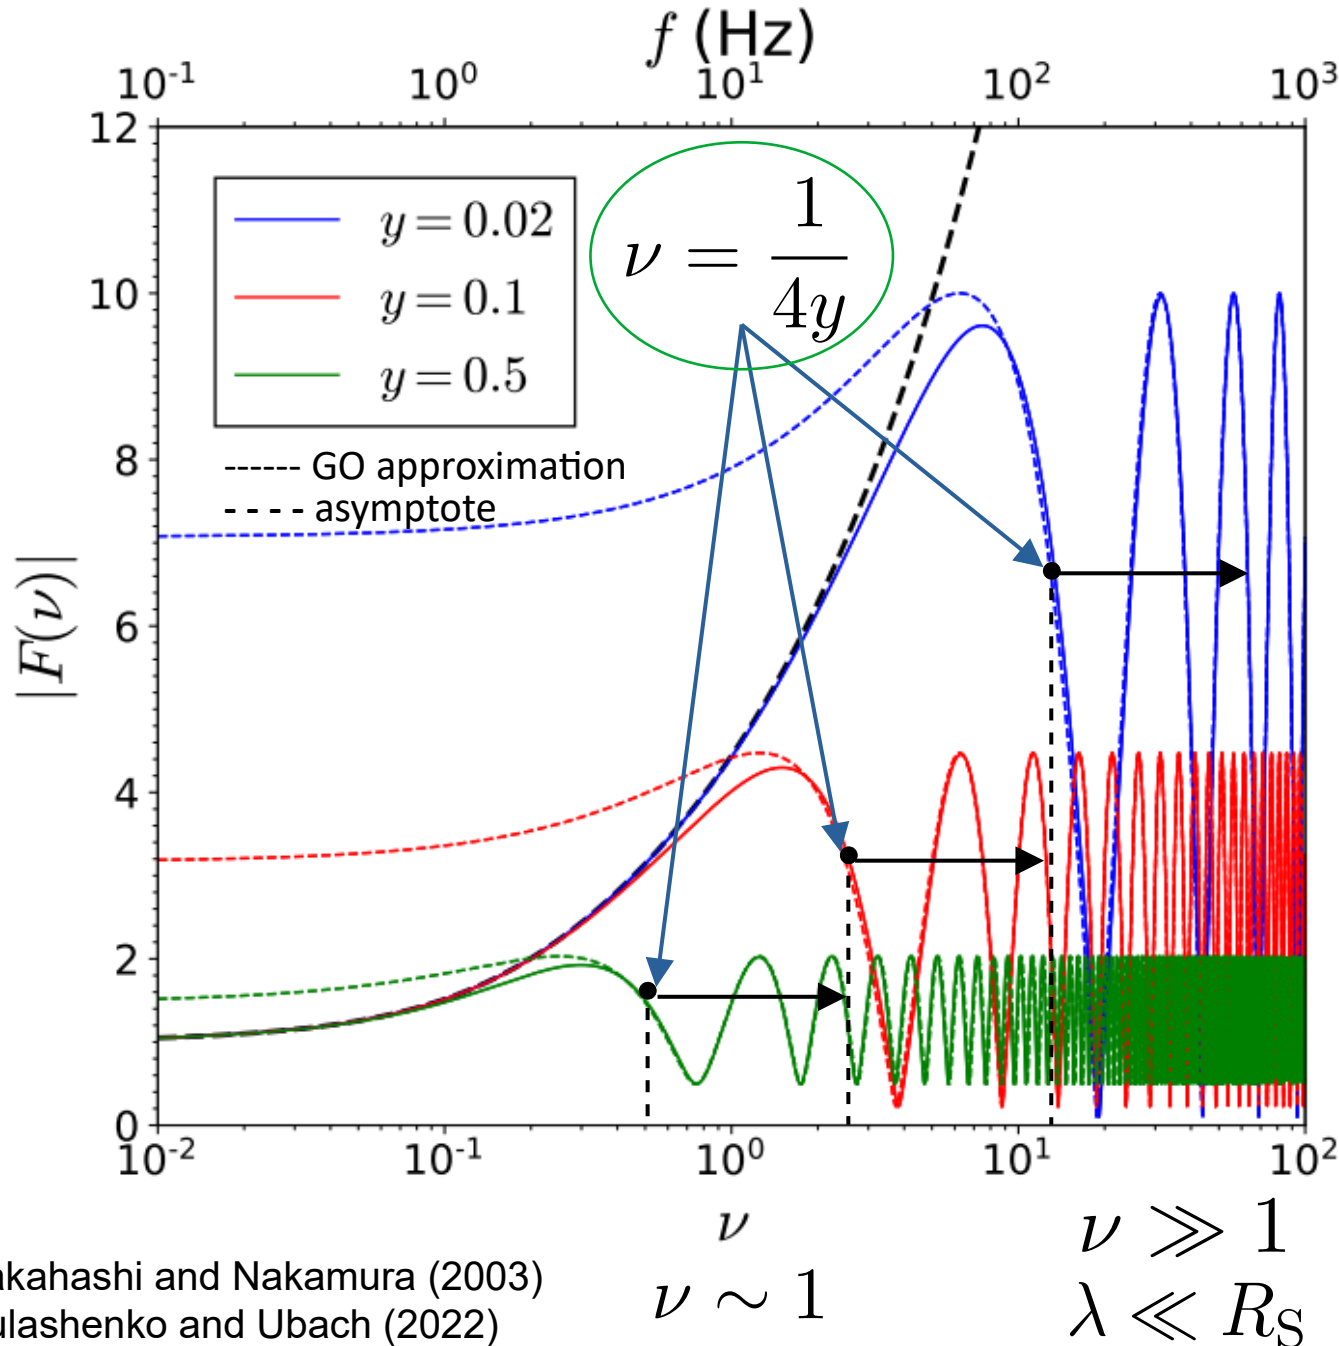 f (Hz)
10⁻¹ 10⁰ 10¹ 10² 10³
12
10
8
6
4
2
0
|F(ν)|
y = 0.02
y = 0.1
y = 0.5
------ GO approximation
- - - - asymptote
ν = 1/4y
10⁻² 10⁻¹ 10⁰ 10¹ 10²
ν
ν ≫ 1
akahashi and Nakamura (2003)
ν ∼ 1
λ ≪ R_S
ulashenko and Ubach (2022)